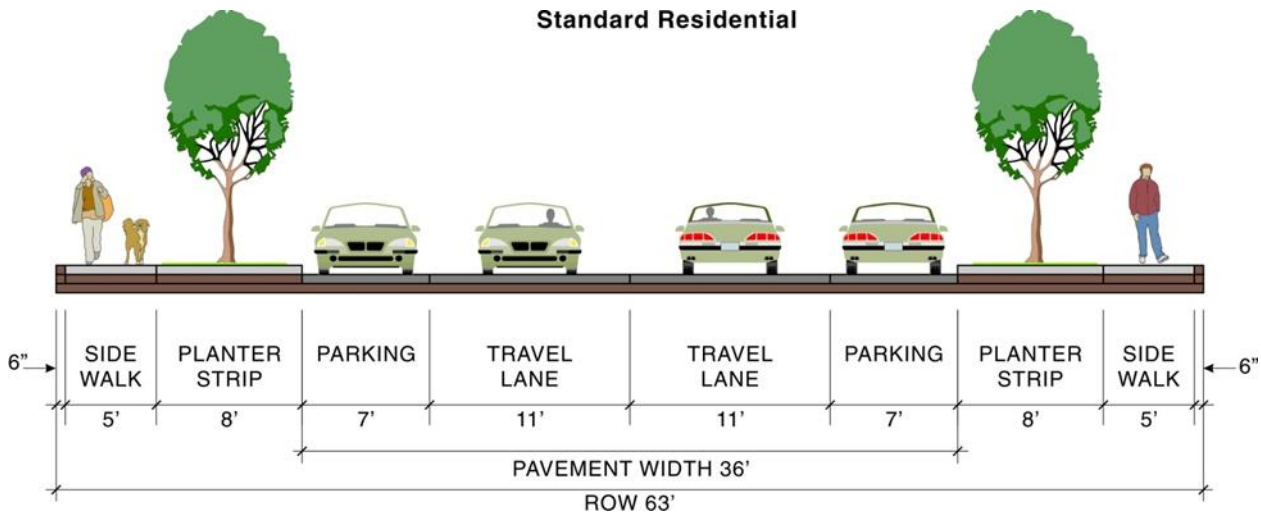 Standard Residential
6” SIDE WALK PLANTER STRIP PARKING TRAVEL LANE TRAVEL LANE PARKING PLANTER STRIP SIDE WALK 6”
5’ 8’ 7’ 11’ 11’ 7’ 8’ 5’
PAVEMENT WIDTH 36’
ROW 63’